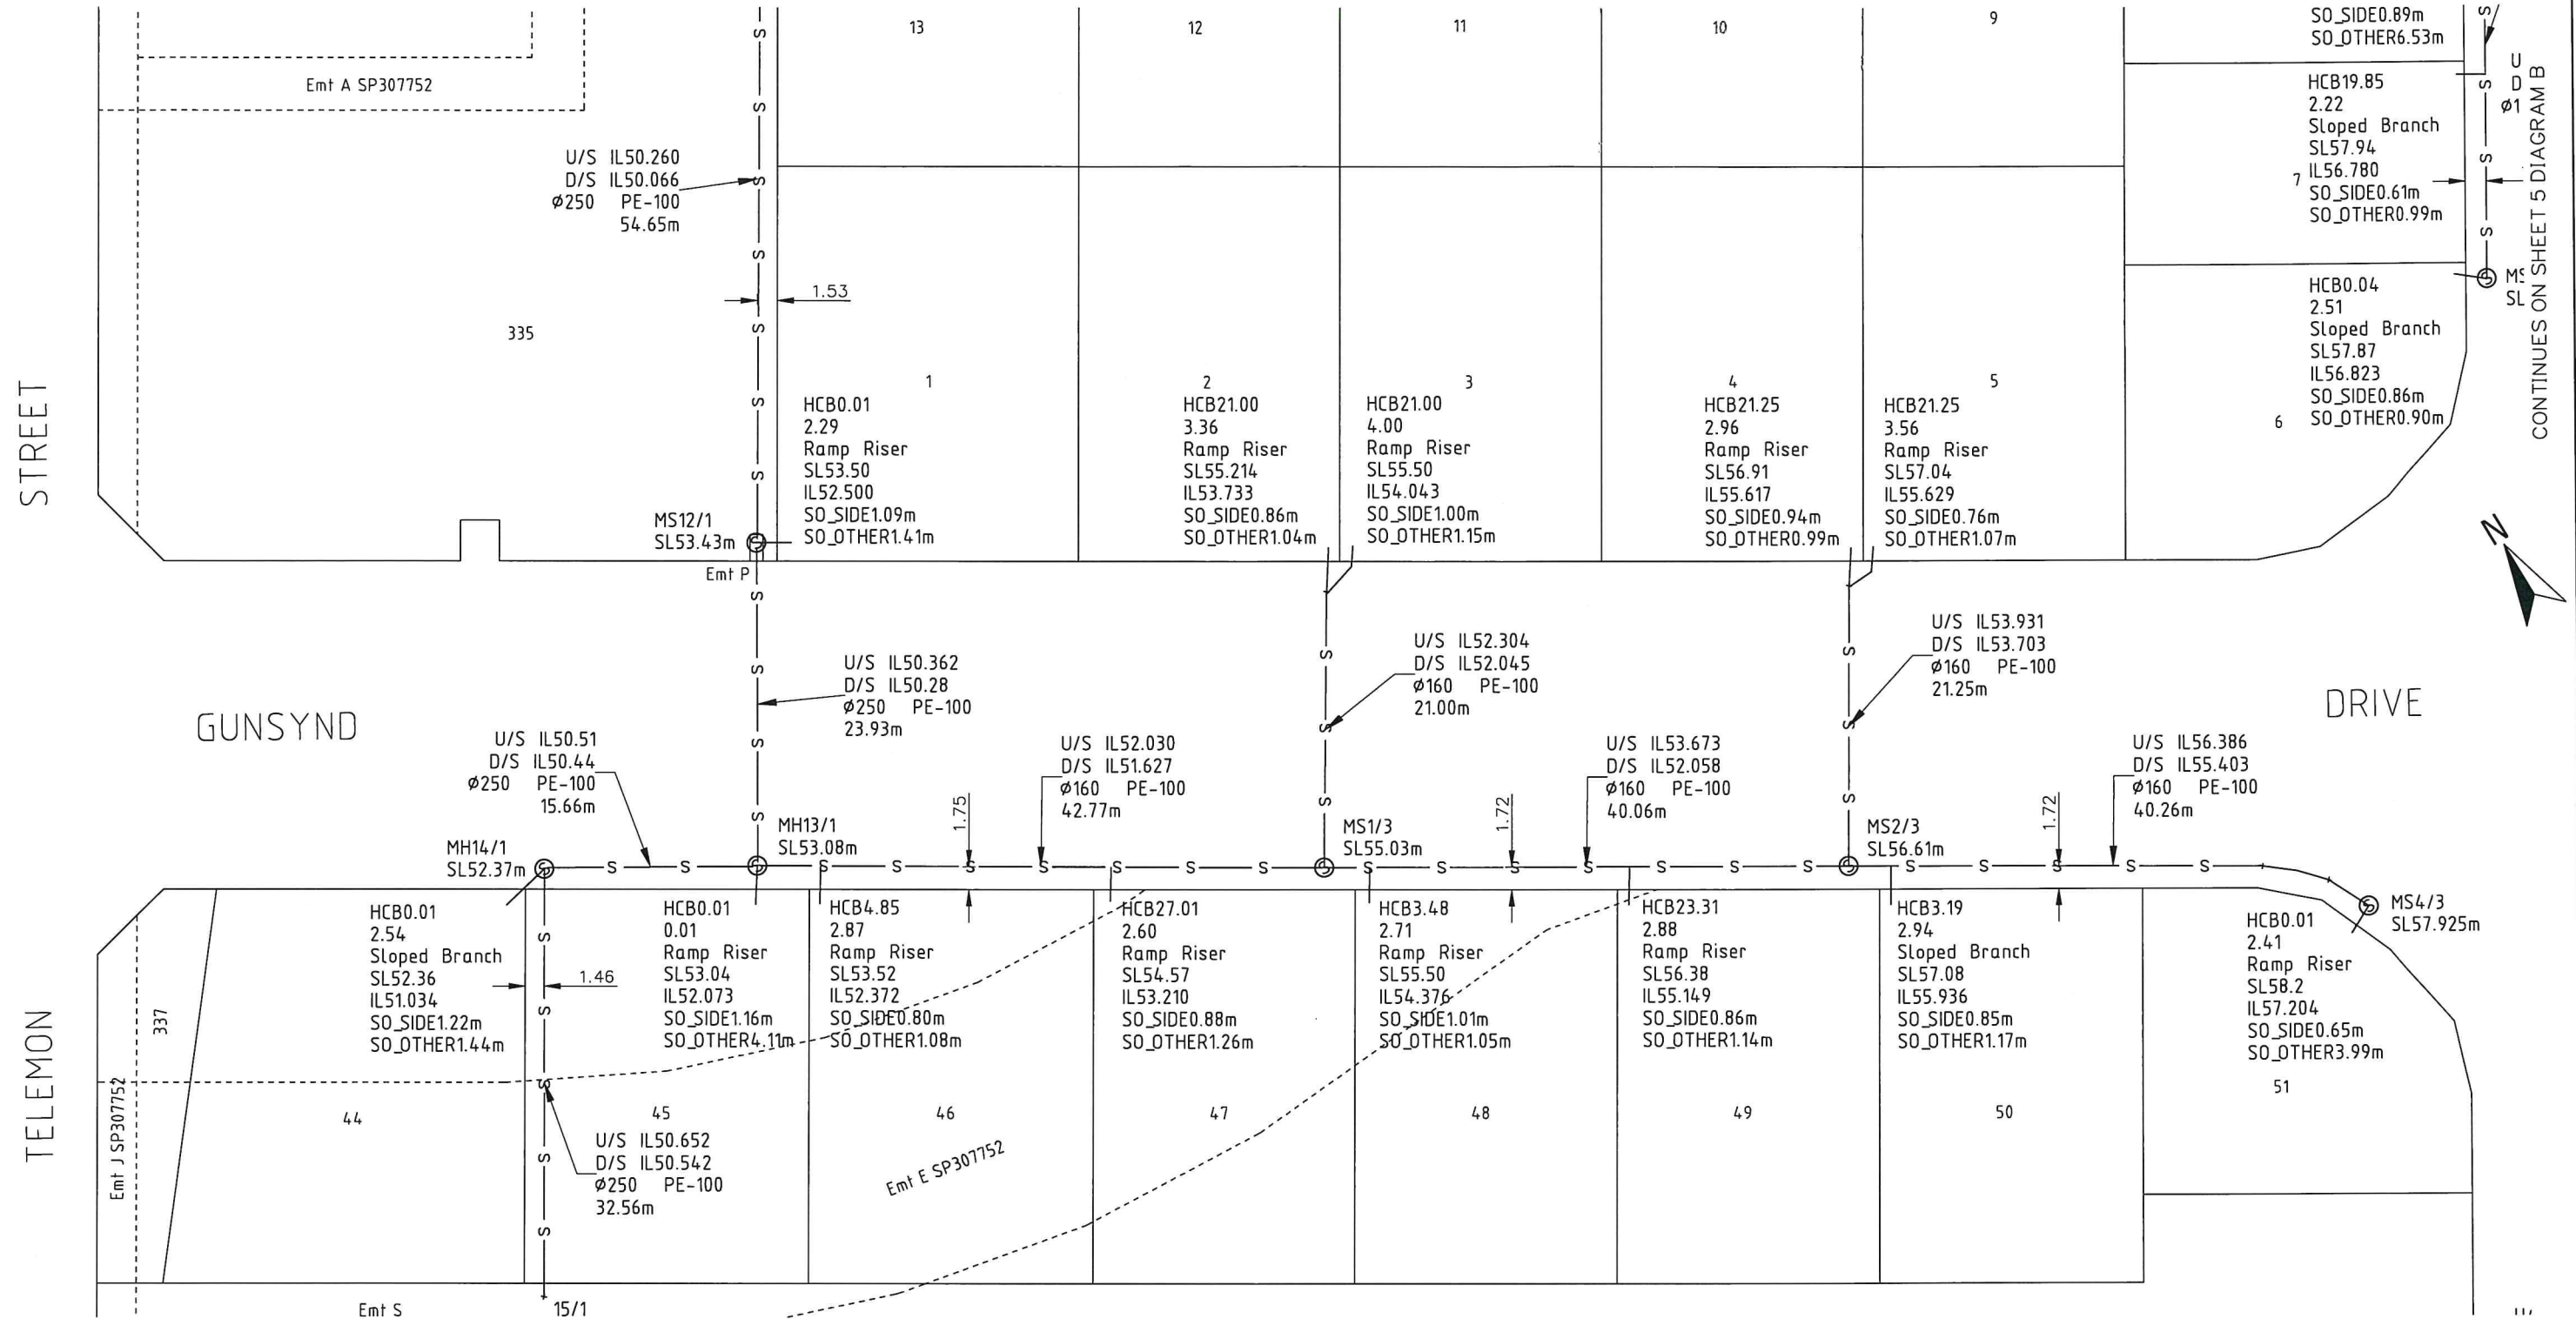 13
12
11
10
9
SO_SIDE0.89m
SO_OTHER6.53m
Emt A SP307752
U
D
Ø1
HCB19.85
2.22
Sloped Branch
SL57.94
IL56.780
SO_SIDE0.61m
SO_OTHER0.99m
7
CONTINUES ON SHEET 5 DIAGRAM B
U/S IL50.260
D/S IL50.066
Ø250 PE-100
54.65m
1.53
335
STREET
1
HCB0.01
2.29
Ramp Riser
SL53.50
IL52.500
SO_SIDE1.09m
SO_OTHER1.41m
2
HCB21.00
3.36
Ramp Riser
SL55.214
IL53.733
SO_SIDE0.86m
SO_OTHER1.04m
3
HCB21.00
4.00
Ramp Riser
SL55.50
IL54.043
SO_SIDE1.00m
SO_OTHER1.15m
4
HCB21.25
2.96
Ramp Riser
SL56.91
IL55.617
SO_SIDE0.94m
SO_OTHER0.99m
5
HCB21.25
3.56
Ramp Riser
SL57.04
IL55.629
SO_SIDE0.76m
SO_OTHER1.07m
HCB0.04
2.51
Sloped Branch
SL57.87
IL56.823
SO_SIDE0.86m
SO_OTHER0.90m
6
SL
MS12/1
SL53.43m
Emt P
N
GUNSYND
DRIVE
U/S IL50.362
D/S IL50.28
Ø250 PE-100
23.93m
U/S IL52.304
D/S IL52.045
Ø160 PE-100
21.00m
U/S IL53.931
D/S IL53.703
Ø160 PE-100
21.25m
U/S IL50.51
D/S IL50.44
Ø250 PE-100
15.66m
U/S IL52.030
D/S IL51.627
Ø160 PE-100
42.77m
U/S IL53.673
D/S IL52.058
Ø160 PE-100
40.06m
U/S IL56.386
D/S IL55.403
Ø160 PE-100
40.26m
MH14/1
SL52.37m
MH13/1
SL53.08m
1.75
MS1/3
SL55.03m
1.72
MS2/3
SL56.61m
1.72
MS4/3
SL57.925m
HCB0.01
2.54
Sloped Branch
SL52.36
IL51.034
SO_SIDE1.22m
SO_OTHER1.44m
1.46
HCB0.01
0.01
Ramp Riser
SL53.04
IL52.073
SO_SIDE1.16m
SO_OTHER4.11m
HCB4.85
2.87
Ramp Riser
SL53.52
IL52.372
SO_SIDE0.80m
SO_OTHER1.08m
HCB27.01
2.60
Ramp Riser
SL54.57
IL53.210
SO_SIDE0.88m
SO_OTHER1.26m
HCB3.48
2.71
Ramp Riser
SL55.50
IL54.376
SO_SIDE1.01m
SO_OTHER1.05m
HCB23.31
2.88
Ramp Riser
SL56.38
IL55.149
SO_SIDE0.86m
SO_OTHER1.14m
HCB3.19
2.94
Sloped Branch
SL57.08
IL55.936
SO_SIDE0.85m
SO_OTHER1.17m
HCB0.01
2.41
Ramp Riser
SL58.2
IL57.204
SO_SIDE0.65m
SO_OTHER3.99m
TELEMON
337
Emt J SP307752
44
45
46
47
48
49
50
51
U/S IL50.652
D/S IL50.542
Ø250 PE-100
32.56m
Emt E SP307752
Emt S
15/1